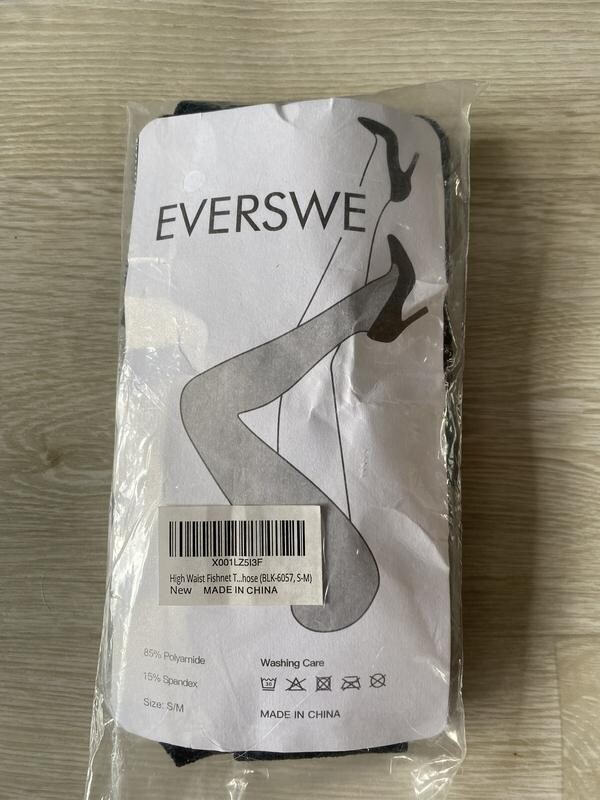 EVERSWE
X001LZ5I3F
High Waist Fishnet T...hose (BLK-6057, S-M)
New MADE IN CHINA
85% Polyamide
15% Spandex
Size: S/M
Washing Care
30
MADE IN CHINA